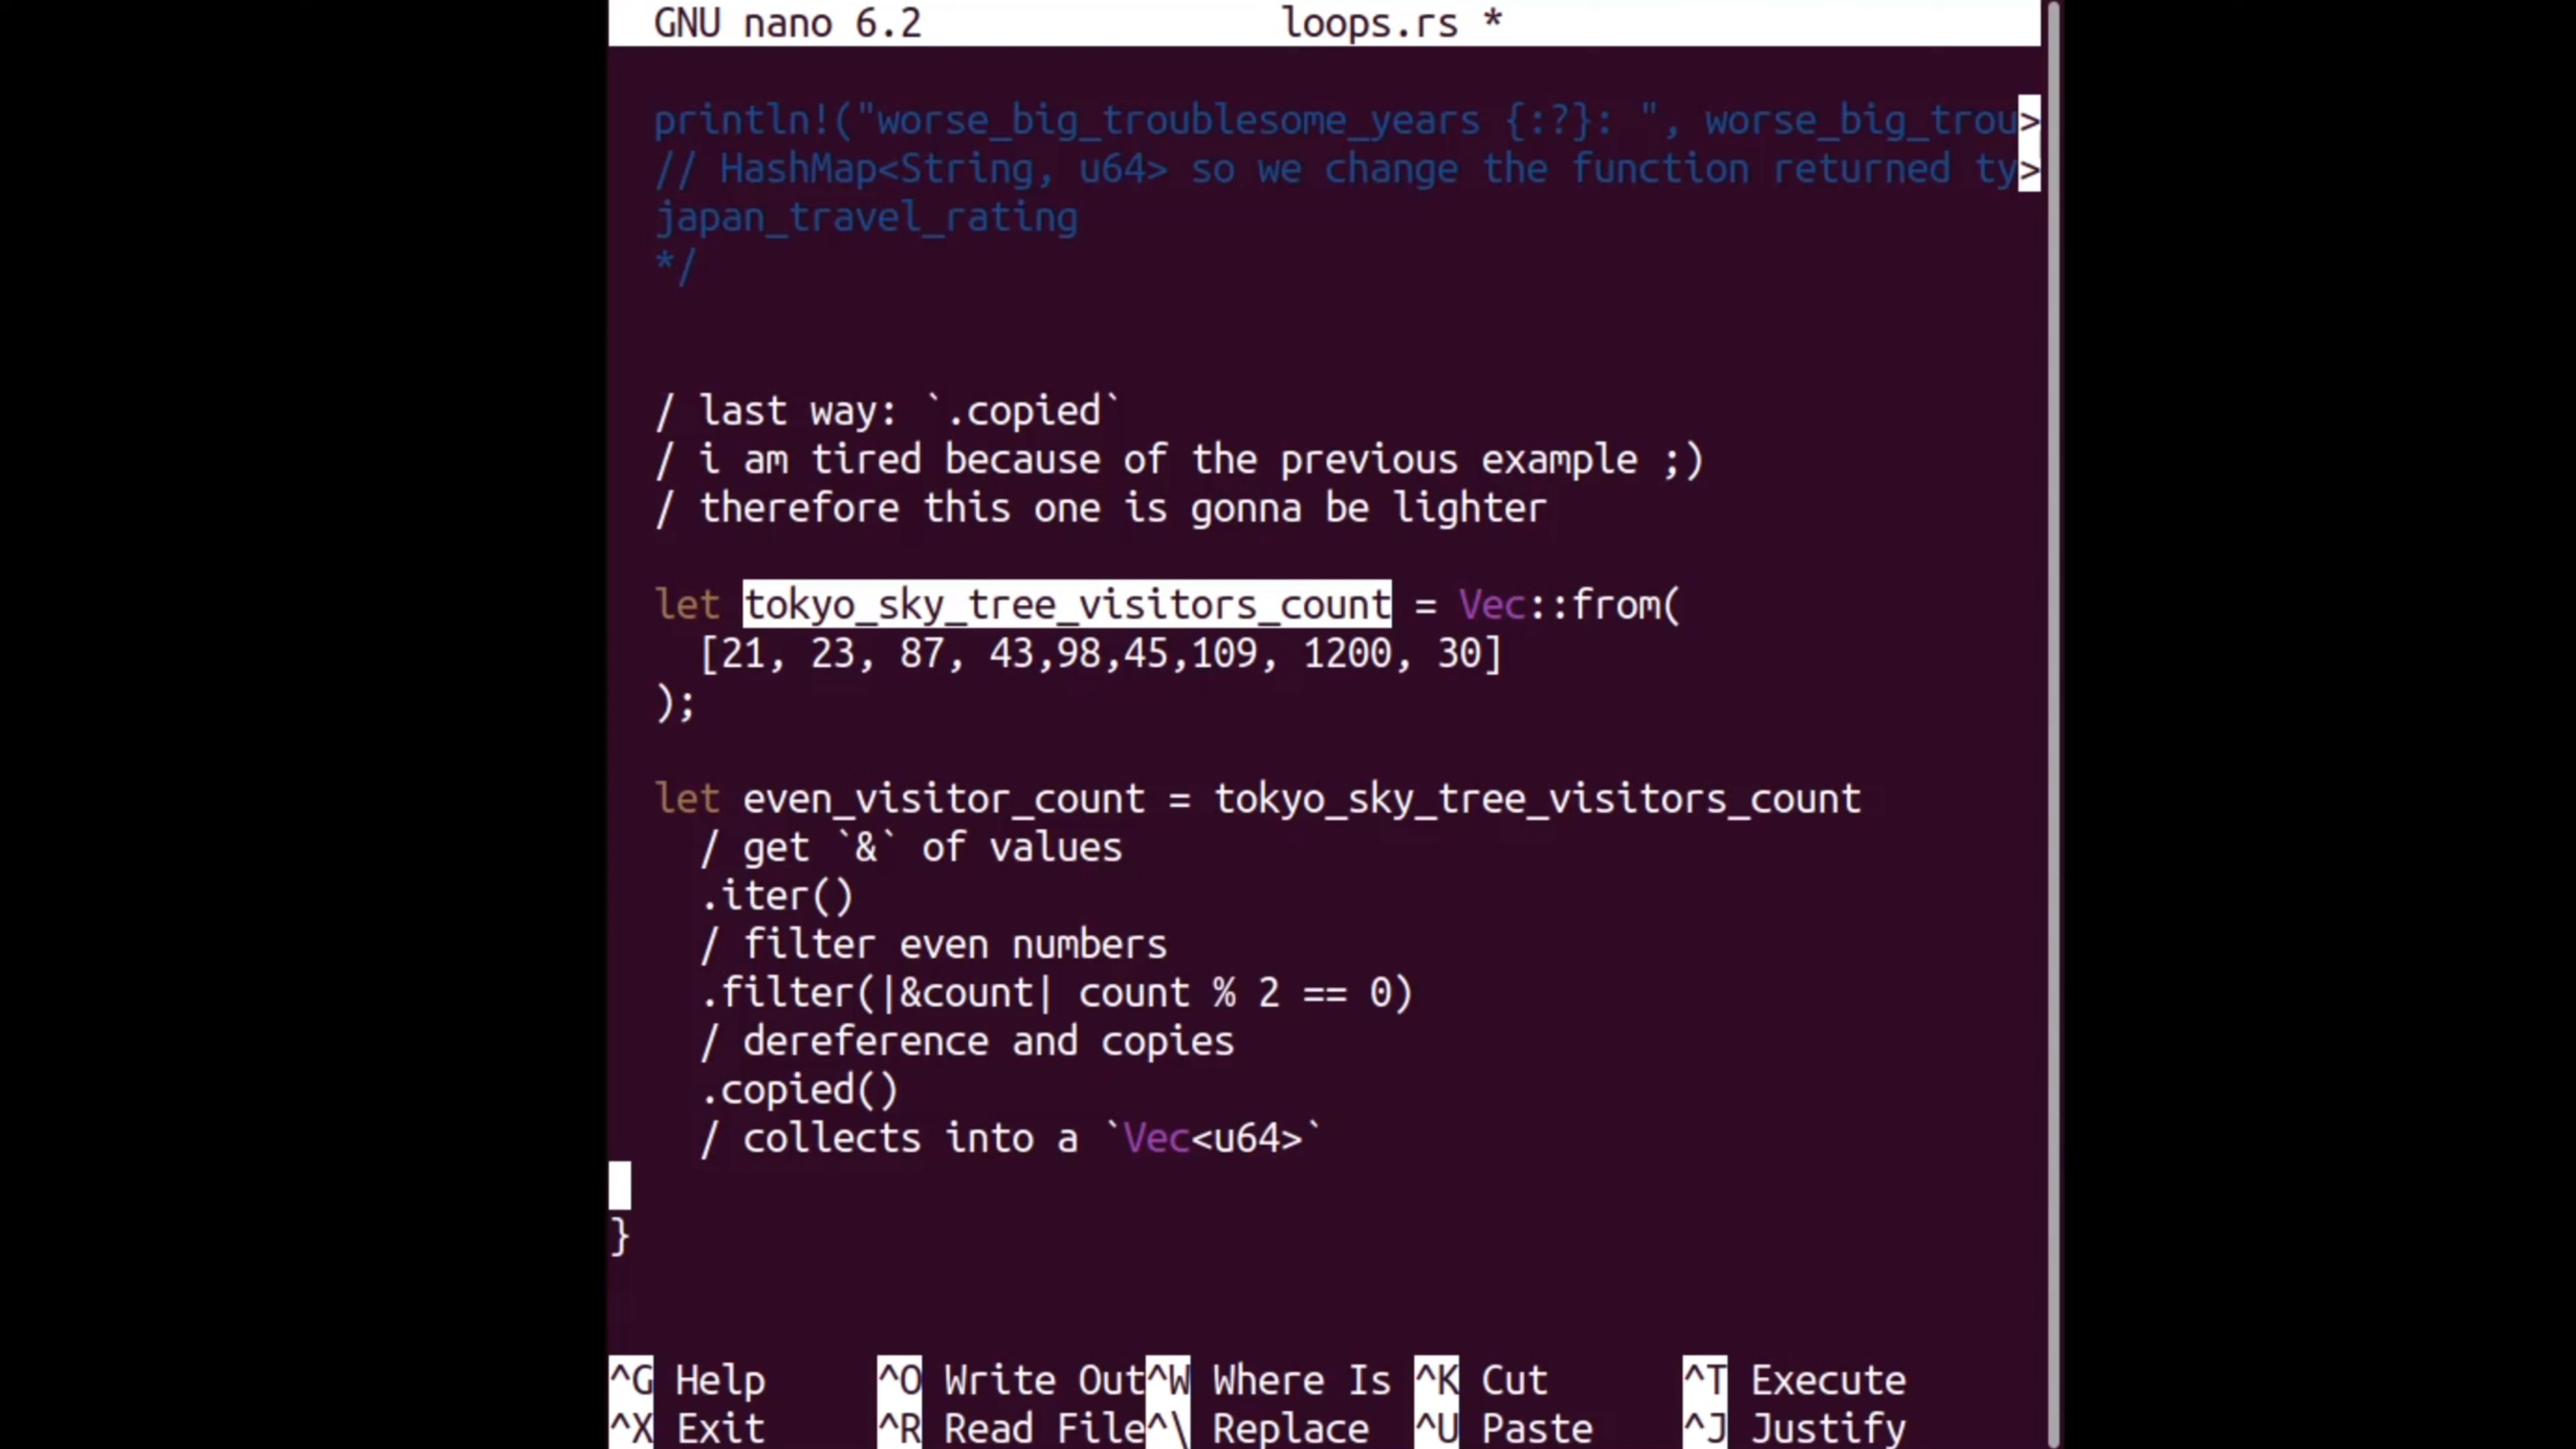 GNU nano 6.2 loops.rs *
println!("worse_big_troublesome_years {:?}: ", worse_big_trou>
// HashMap<String, u64> so we change the function returned ty>
japan_travel_rating
*/
/ last way: `.copied`
/ i am tired because of the previous example ;)
/ therefore this one is gonna be lighter
let tokyo_sky_tree_visitors_count = Vec::from(
[21, 23, 87, 43,98,45,109, 1200, 30]
);
let even_visitor_count = tokyo_sky_tree_visitors_count
/ get `&` of values
.iter()
/ filter even numbers
.filter(|&count| count % 2 == 0)
/ dereference and copies
.copied()
/ collects into a `Vec<u64>`
}
^G Help ^O Write Out ^W Where Is ^K Cut ^T Execute
^X Exit ^R Read File ^\ Replace ^U Paste ^J Justify